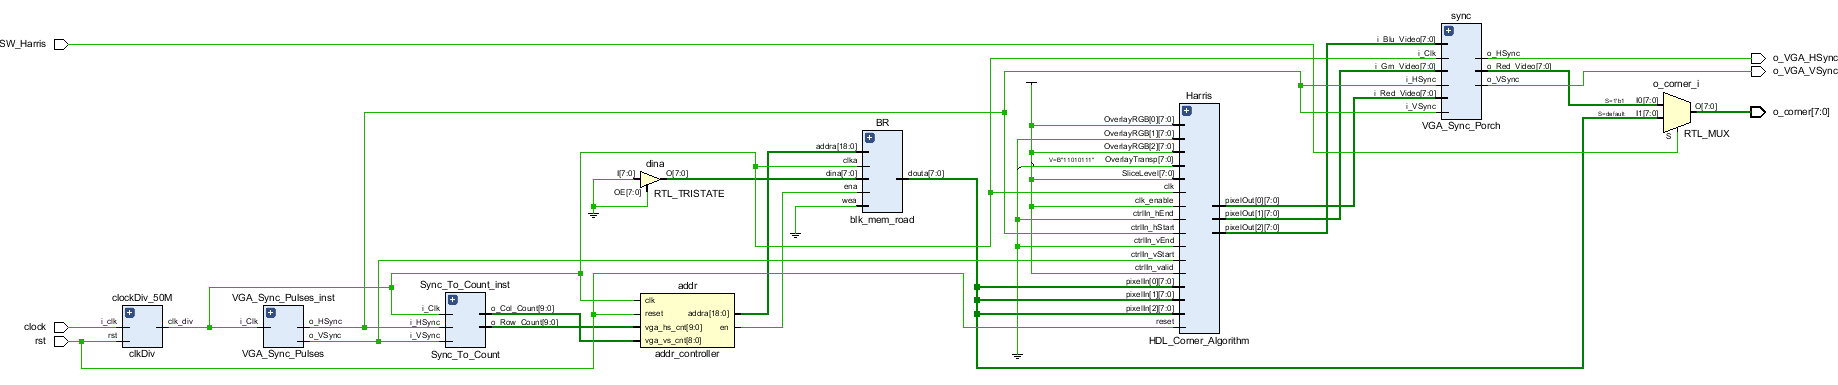 SW_Harris
clock
rst
clockDiv_50M
i_clk
rst
clk_div
clkDiv
VGA_Sync_Pulses_inst
i_Clk
o_HSync
o_VSync
VGA_Sync_Pulses
Sync_To_Count_inst
i_Clk
i_HSync
i_VSync
o_Col_Count[9:0]
o_Row_Count[9:0]
Sync_To_Count
addr
clk
reset
vga_hs_cnt[9:0]
vga_vs_cnt[8:0]
addra[18:0]
en
addr_controller
dina
I[7:0]
OE[7:0]
O[7:0]
RTL_TRISTATE
BR
addra[18:0]
clka
dina[7:0]
ena
wea
douta[7:0]
blk_mem_road
Harris
OverlayRGB[0][7:0]
OverlayRGB[1][7:0]
OverlayRGB[2][7:0]
V=B"11010111" OverlayTransp[7:0]
SliceLevel[7:0]
clk
clk_enable
ctrlIn_hEnd
ctrlIn_hStart
ctrlIn_vEnd
ctrlIn_vStart
ctrlIn_valid
pixelIn[0][7:0]
pixelIn[1][7:0]
pixelIn[2][7:0]
reset
pixelOut[0][7:0]
pixelOut[1][7:0]
pixelOut[2][7:0]
HDL_Corner_Algorithm
sync
i_Blu_Video[7:0]
i_Clk
i_Grn_Video[7:0]
i_HSync
i_Red_Video[7:0]
i_VSync
o_HSync
o_Red_Video[7:0]
o_VSync
VGA_Sync_Porch
o_corner_i
S=1'b1 I0[7:0]
S=default I1[7:0]
S
O[7:0]
RTL_MUX
o_VGA_HSync
o_VGA_VSync
o_corner[7:0]